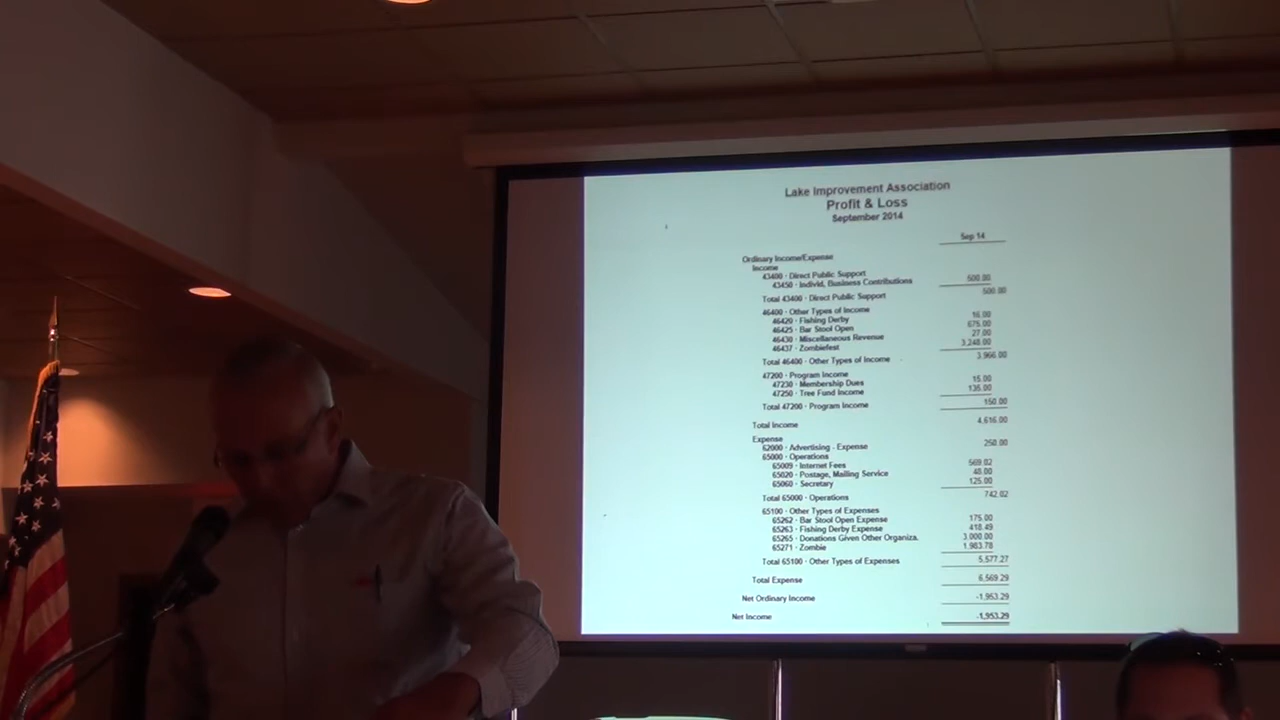 Lake Improvement Association
Profit & Loss
September 2014
Sep 14
Ordinary Income/Expense
Income
43400 · Direct Public Support
43450 · Individ, Business Contributions 500.00
Total 43400 · Direct Public Support 500.00
46400 · Other Types of Income
46420 · Fishing Derby 16.00
46425 · Bar Stool Open 675.00
46430 · Miscellaneous Revenue 27.00
46437 · Zombiefest 3,248.00
Total 46400 · Other Types of Income 3,966.00
47200 · Program Income
47230 · Membership Dues 15.00
47250 · Tree Fund Income 135.00
Total 47200 · Program Income 150.00
Total Income 4,616.00
Expense
62000 · Advertising - Expense 250.00
65000 · Operations
65009 · Internet Fees 569.02
65020 · Postage, Mailing Service 48.00
65060 · Secretary 125.00
Total 65000 · Operations 742.02
65100 · Other Types of Expenses
65262 · Bar Stool Open Expense 175.00
65263 · Fishing Derby Expense 418.49
65265 · Donations Given Other Organiza. 3,000.00
65271 · Zombie 1,983.78
Total 65100 · Other Types of Expenses 5,577.27
Total Expense 6,569.29
Net Ordinary Income -1,953.29
Net Income -1,953.29